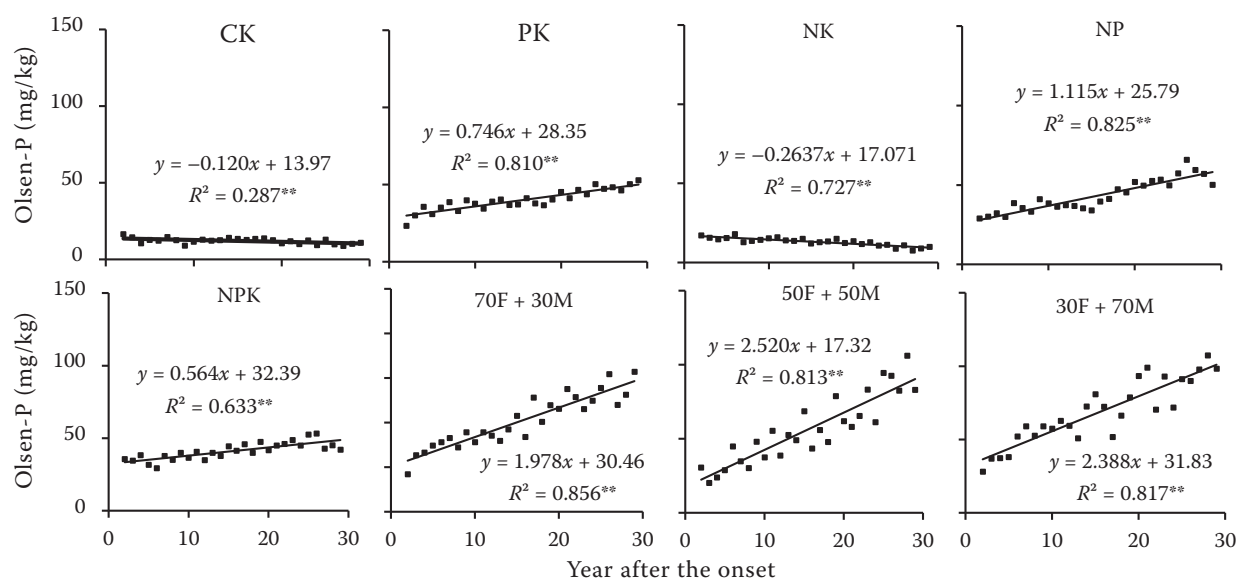 Olsen-P (mg/kg)
150
100
50
0
CK
y = −0.120x + 13.97
R² = 0.287**
PK
y = 0.746x + 28.35
R² = 0.810**
NK
y = −0.2637x + 17.071
R² = 0.727**
NP
y = 1.115x + 25.79
R² = 0.825**
Olsen-P (mg/kg)
150
100
50
0
NPK
y = 0.564x + 32.39
R² = 0.633**
70F + 30M
y = 1.978x + 30.46
R² = 0.856**
50F + 50M
y = 2.520x + 17.32
R² = 0.813**
30F + 70M
y = 2.388x + 31.83
R² = 0.817**
0 10 20 30 0 10 20 30 0 10 20 30 0 10 20 30
Year after the onset